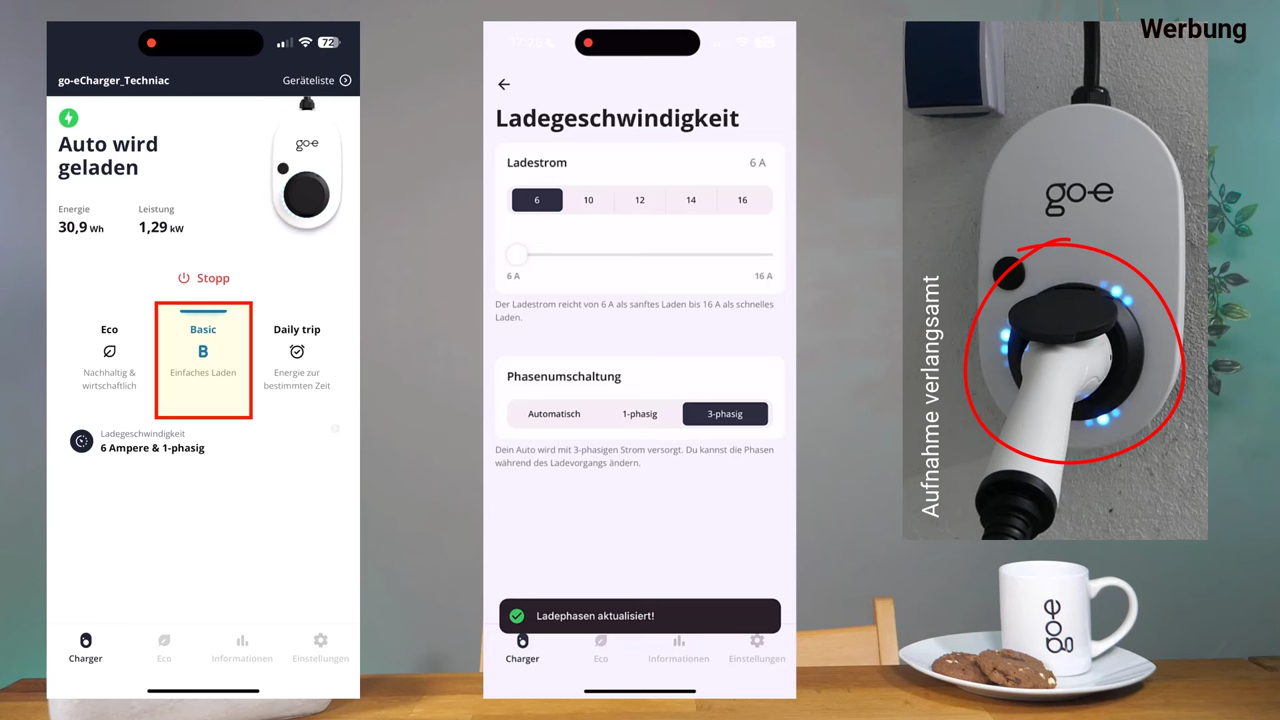 Werbung
72
go-eCharger_Techniac
Geräteliste
Auto wird
geladen
go-e
Energie
Leistung
30,9 Wh
1,29 kW
Stopp
Eco
Nachhaltig &
wirtschaftlich
Basic
B
Einfaches Laden
Daily trip
Energie zur
bestimmten Zeit
Ladegeschwindigkeit
6 Ampere & 1-phasig
Charger
Eco
Informationen
Einstellungen
Ladegeschwindigkeit
Ladestrom
6 A
6
10
12
14
16
6 A
16 A
Der Ladestrom reicht von 6 A als sanftes Laden bis 16 A als schnelles
Laden.
Phasenumschaltung
Automatisch
1-phasig
3-phasig
Dein Auto wird mit 3-phasigen Strom versorgt. Du kannst die Phasen
während des Ladevorgangs ändern.
Ladephasen aktualisiert!
Charger
Eco
Informationen
Einstellungen
go-e
Aufnahme verlangsamt
go-e